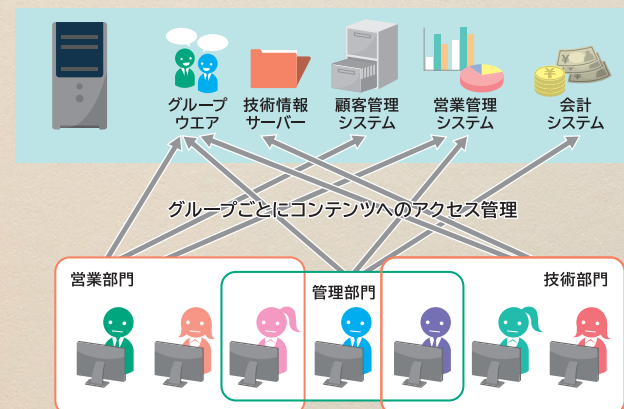 グループ
ウエア
技術情報
サーバー
顧客管理
システム
営業管理
システム
会計
システム
グループごとにコンテンツへのアクセス管理
営業部門
管理部門
技術部門